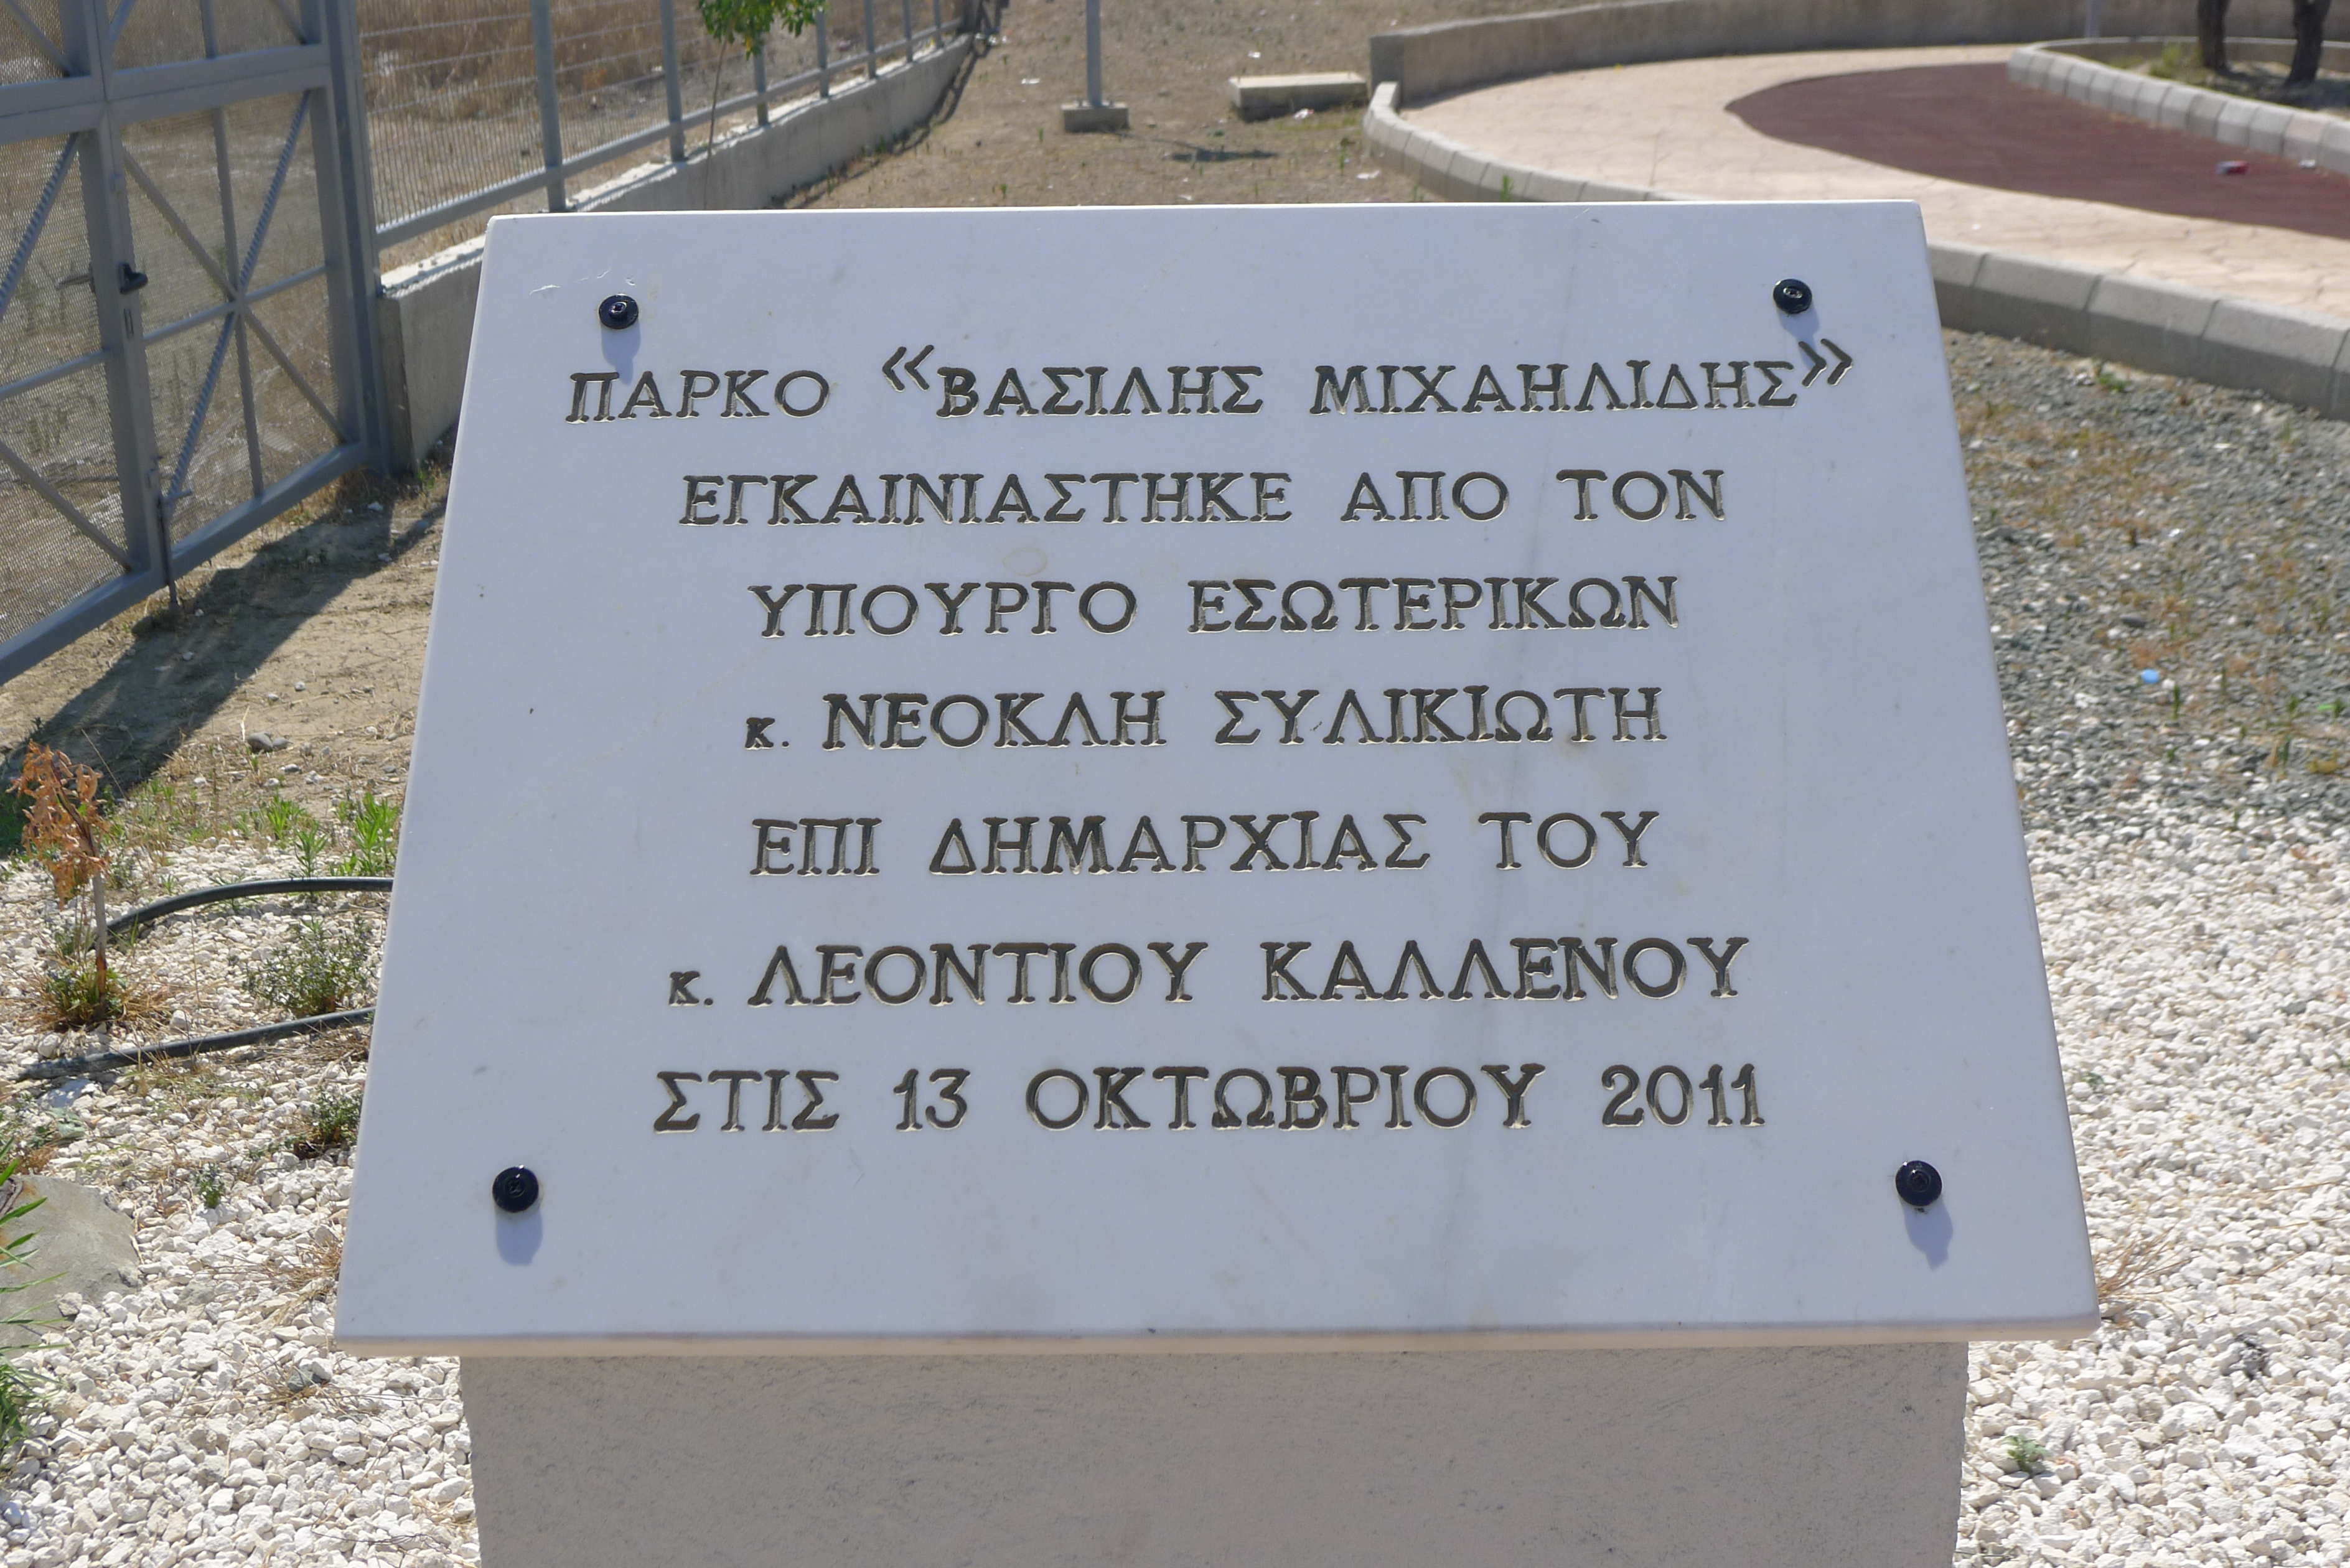 ΠΑΡΚΟ «ΒΑΣΙΛΗΣ ΜΙΧΑΗΛΙΔΗΣ»
ΕΓΚΑΙΝΙΑΣΤΗΚΕ ΑΠΟ ΤΟΝ
ΥΠΟΥΡΓΟ ΕΣΩΤΕΡΙΚΩΝ
κ. ΝΕΟΚΛΗ ΣΥΛΙΚΙΩΤΗ
ΕΠΙ ΔΗΜΑΡΧΙΑΣ ΤΟΥ
κ. ΛΕΟΝΤΙΟΥ ΚΑΛΛΕΝΟΥ
ΣΤΙΣ 13 ΟΚΤΩΒΡΙΟΥ 2011